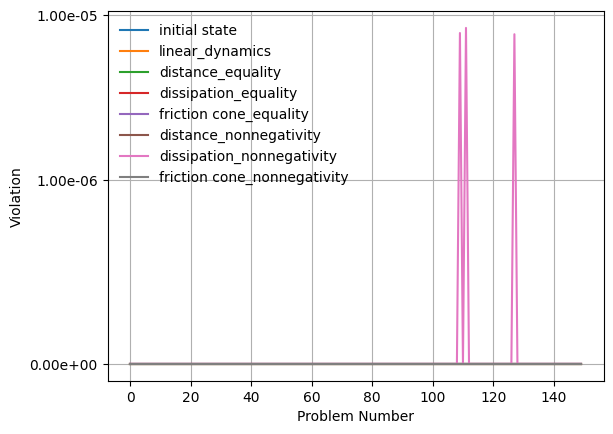 1.00e-05
initial state
linear_dynamics
distance_equality
dissipation_equality
friction cone_equality
distance_nonnegativity
dissipation_nonnegativity
friction cone_nonnegativity
Violation
1.00e-06
0.00e+00
0 20 40 60 80 100 120 140
Problem Number